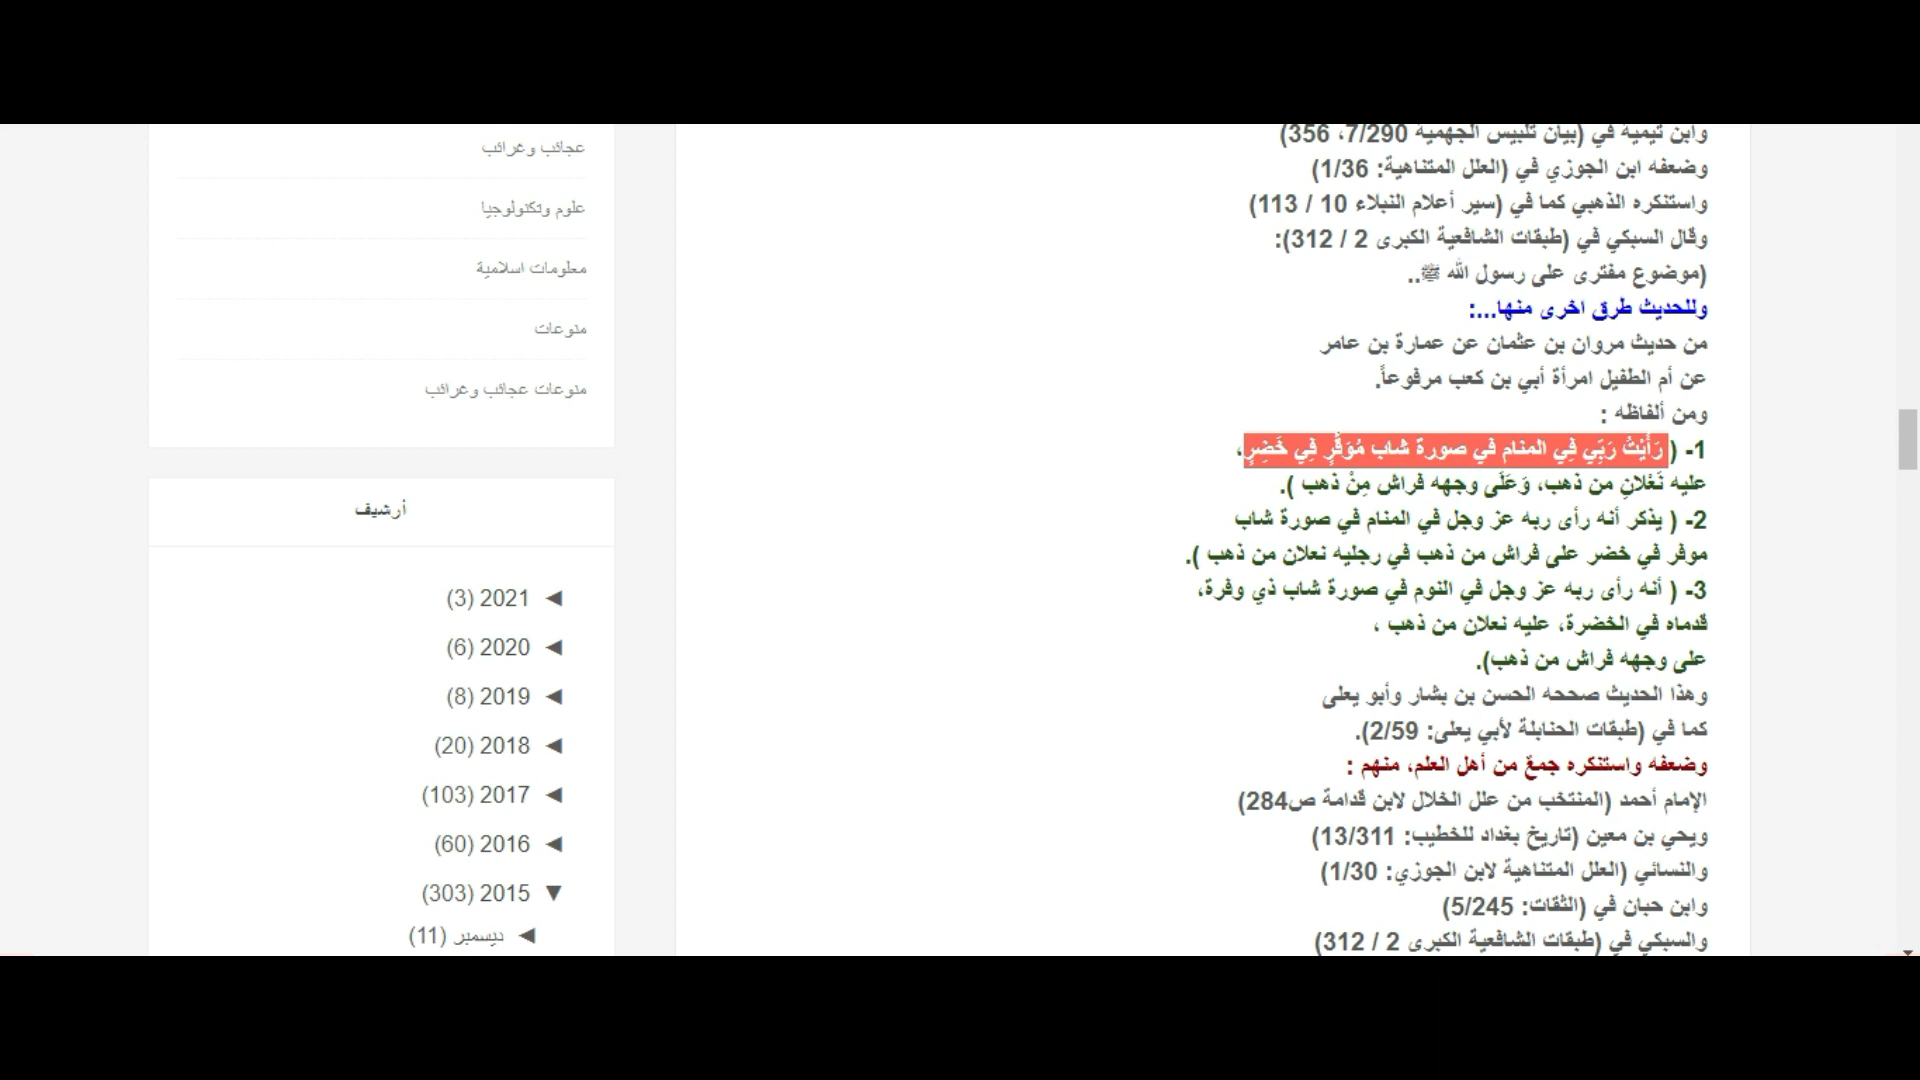 وابن تيمية في (بيان تلبيس الجهمية 7/290، 356)
وضعفه ابن الجوزي في (العلل المتناهية: 1/36)
واستنكره الذهبي كما في (سير أعلام النبلاء 10 / 113)
وقال السبكي في (طبقات الشافعية الكبرى 2 / 312):
(موضوع مفترى على رسول الله ﷺ..
وللحديث طرق اخرى منها...:
من حديث مروان بن عثمان عن عمارة بن عامر
عن أم الطفيل امرأة أبي بن كعب مرفوعاً.
ومن ألفاظه :
1- ( رَأَيْتُ رَبِّي فِي المنام في صورة شاب مُوَفَّرٍ فِي خَضِرٍ،
عليه نَعْلانِ من ذهب، وَعَلَى وجهه فراش مِنْ ذهب ).
2- ( يذكر أنه رأى ربه عز وجل في المنام في صورة شاب
موفر في خضر على فراش من ذهب في رجليه نعلان من ذهب ).
3- ( أنه رأى ربه عز وجل في النوم في صورة شاب ذي وفرة،
قدماه في الخضرة، عليه نعلان من ذهب ،
على وجهه فراش من ذهب).
وهذا الحديث صححه الحسن بن بشار وأبو يعلى
كما في (طبقات الحنابلة لأبي يعلى: 2/59).
وضعفه واستنكره جمعٌ من أهل العلم، منهم :
الإمام أحمد (المنتخب من علل الخلال لابن قدامة ص284)
ويحي بن معين (تاريخ بغداد للخطيب: 13/311)
والنسائي (العلل المتناهية لابن الجوزي: 1/30)
وابن حبان في (الثقات: 5/245)
والسبكي في (طبقات الشافعية الكبرى 2 / 312)
عجائب وغرائب
علوم وتكنولوجيا
معلومات اسلامية
منوعات
منوعات عجائب وغرائب
أرشيف
◄ 2021 (3)
◄ 2020 (6)
◄ 2019 (8)
◄ 2018 (20)
◄ 2017 (103)
◄ 2016 (60)
▼ 2015 (303)
◄ ديسمبر (11)